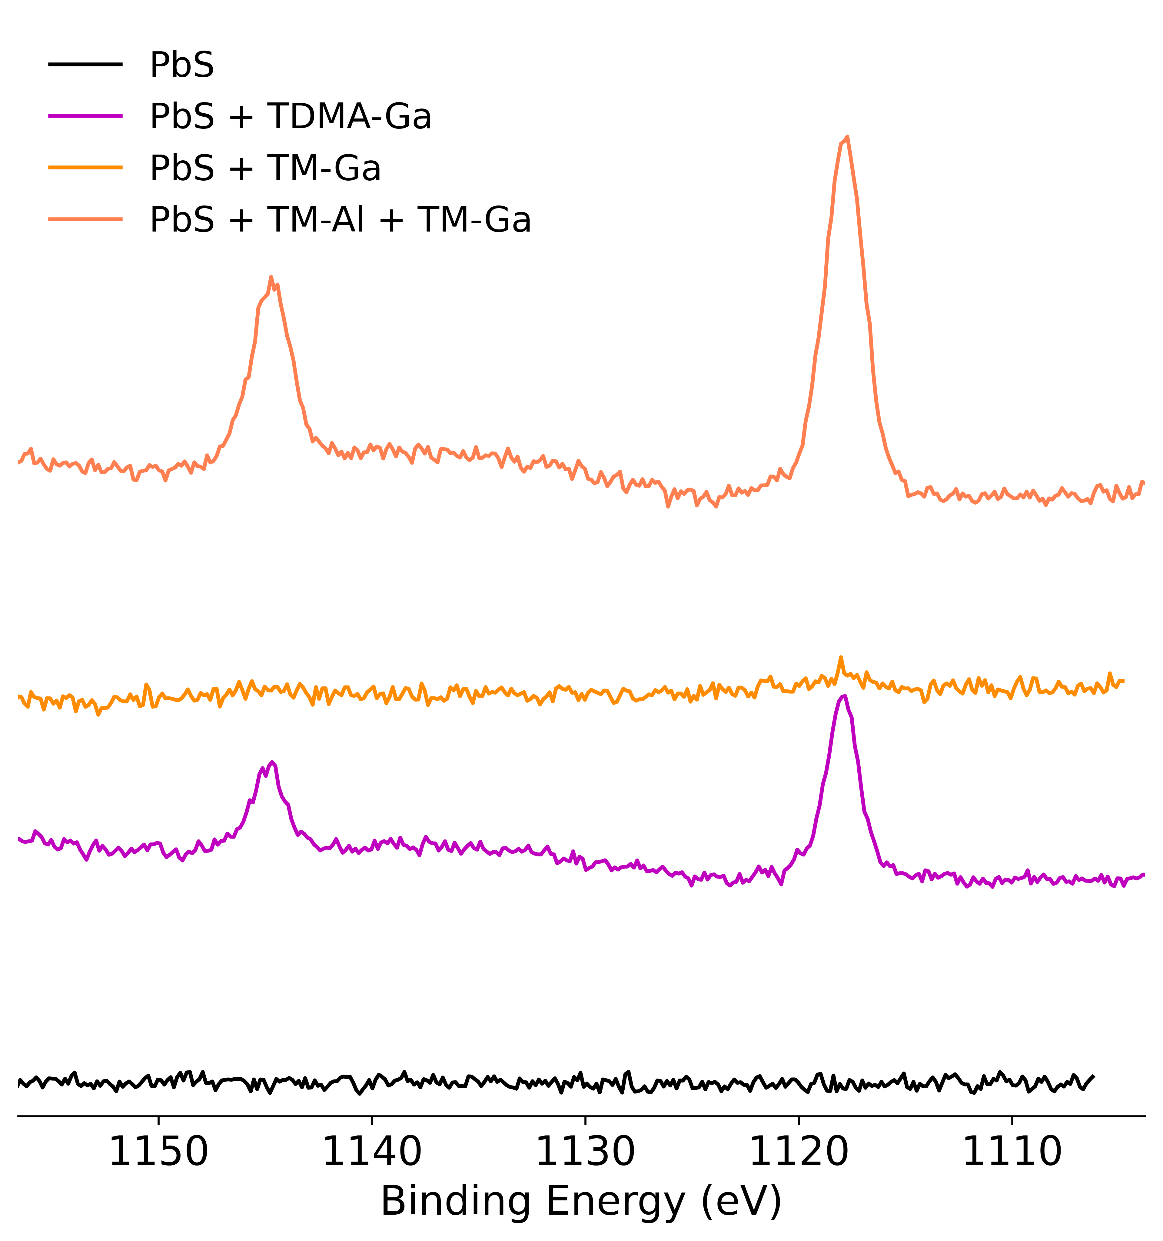 PbS
PbS + TDMA-Ga
PbS + TM-Ga
PbS + TM-Al + TM-Ga
1150 1140 1130 1120 1110
Binding Energy (eV)